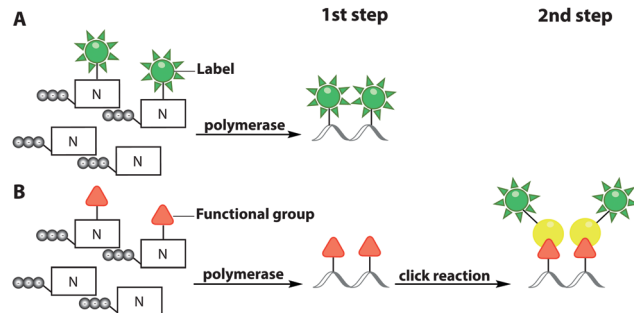 1st step
2nd step
A
N
Label
N
polymerase
N
N
B
Functional group
N
N
polymerase
click reaction
N
N